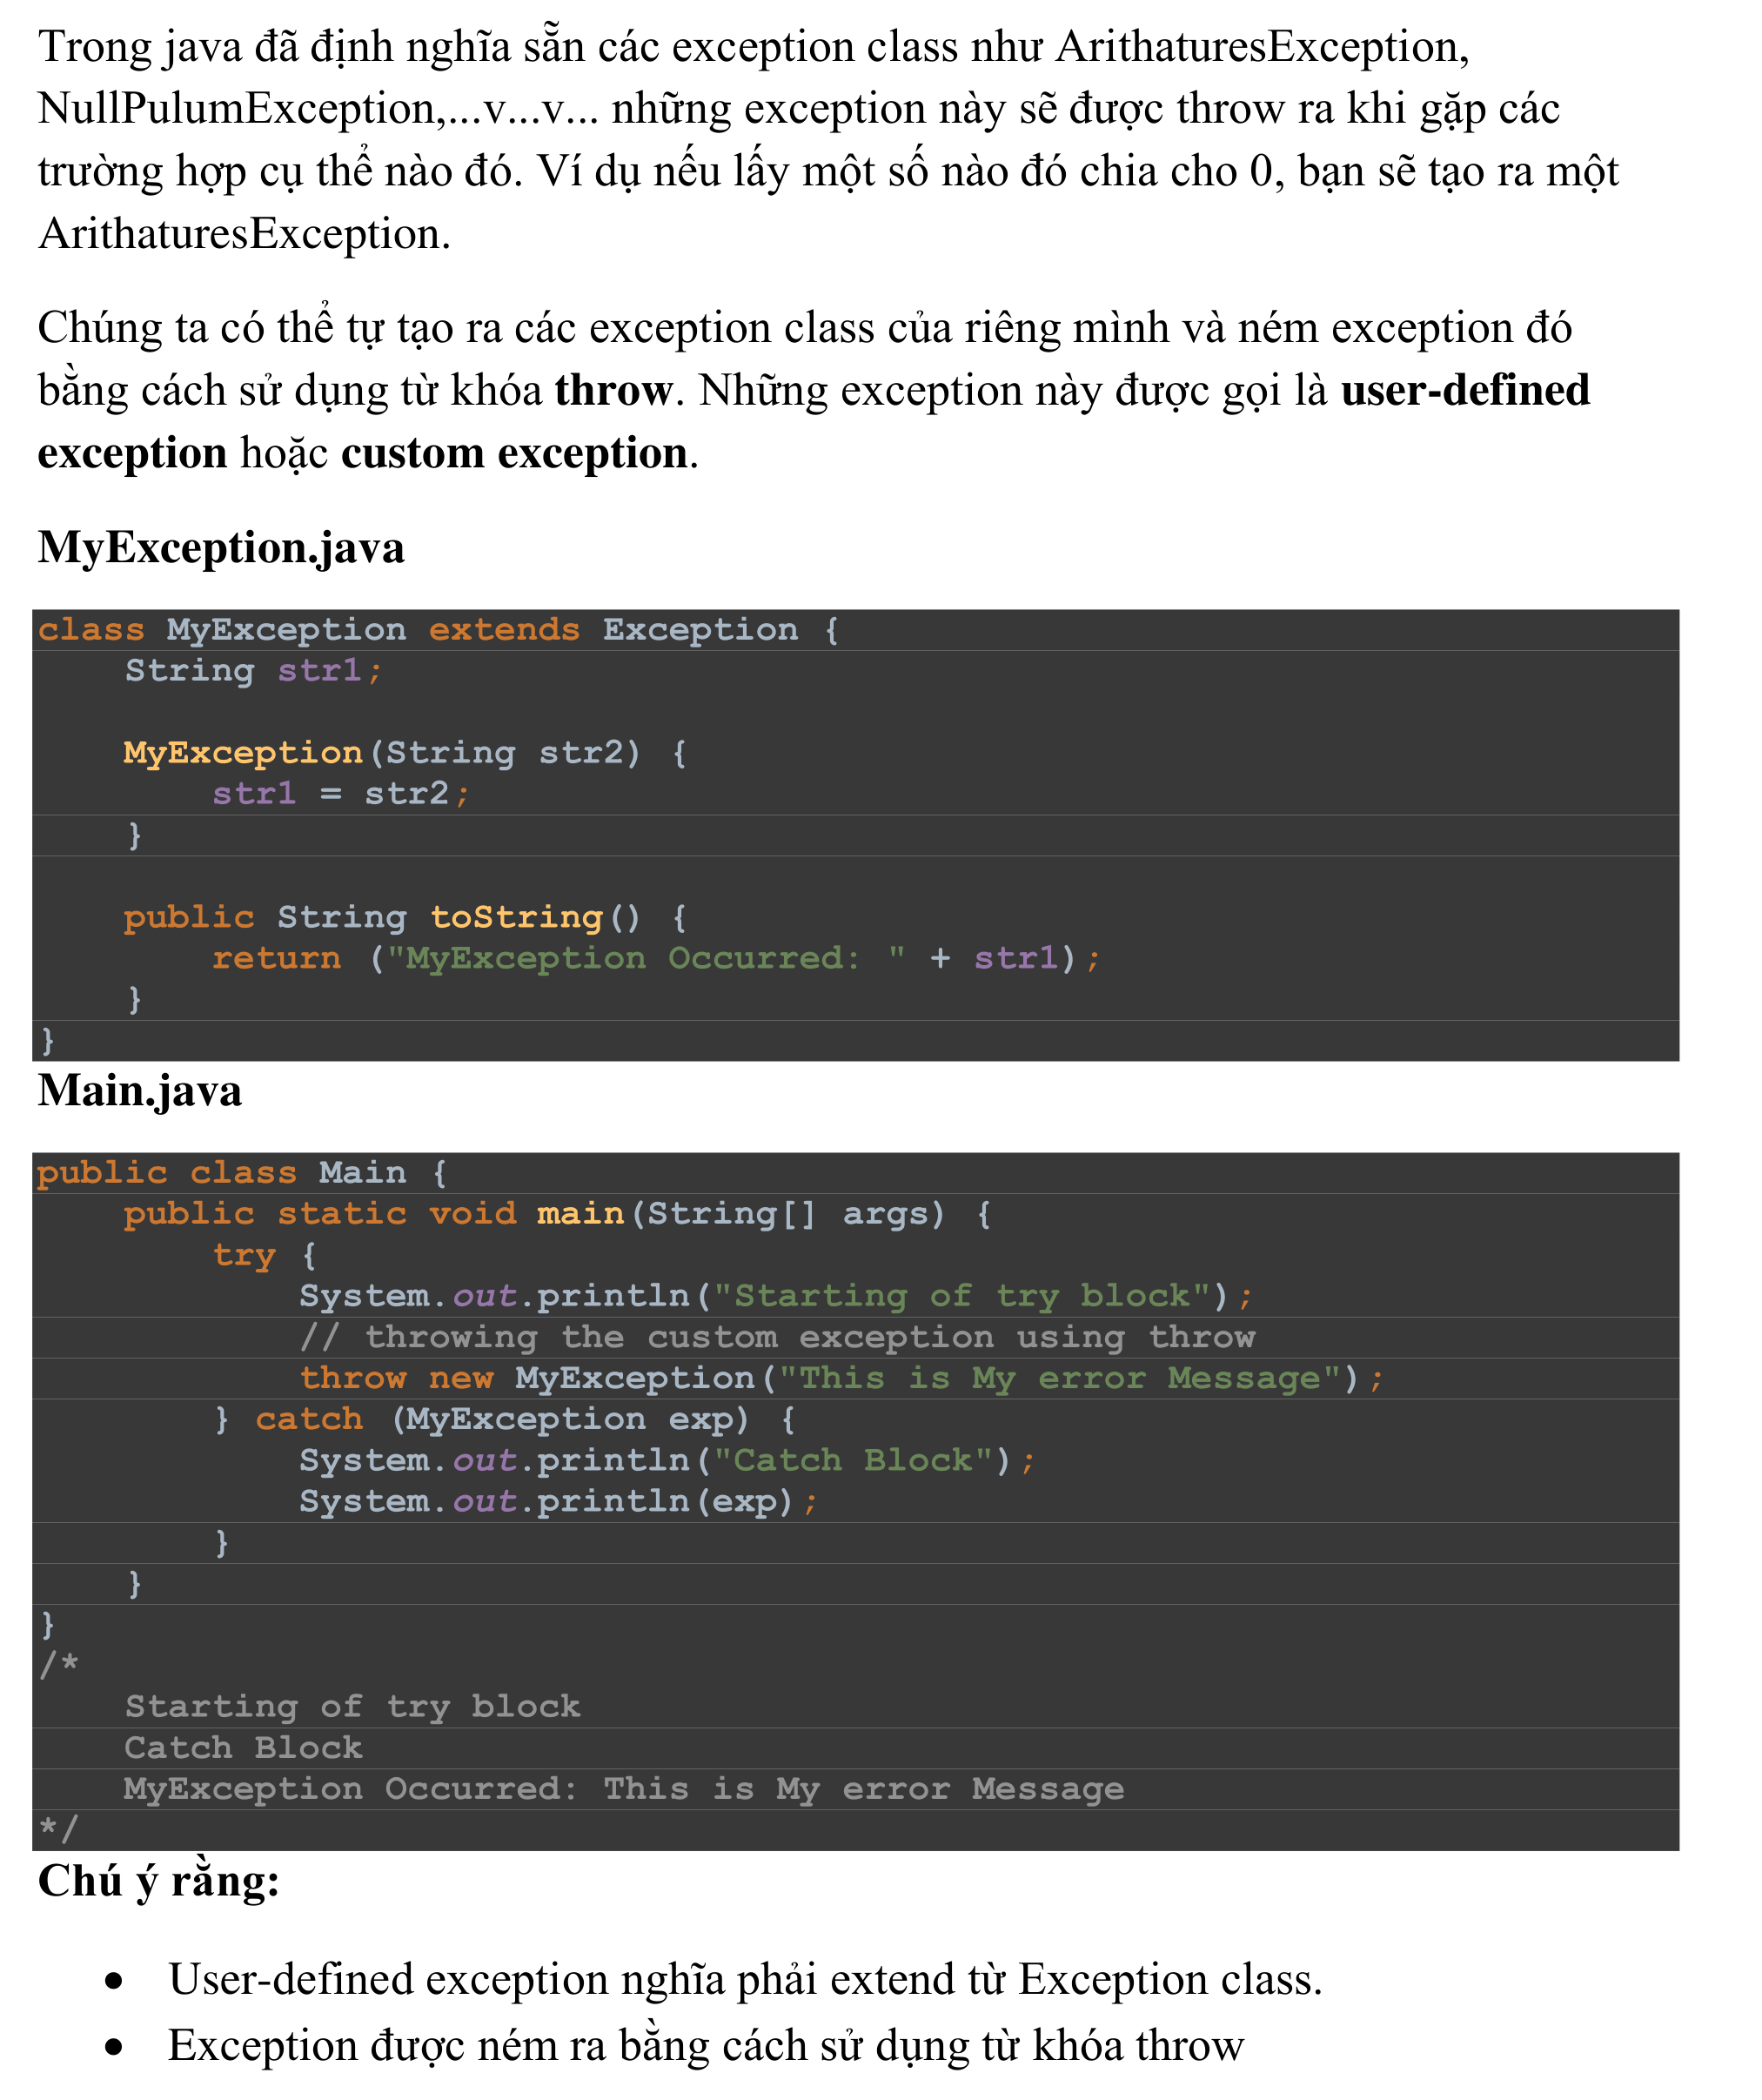 Trong java đã định nghĩa sẵn các exception class như ArithaturesException,
NullPulumException,...v...v... những exception này sẽ được throw ra khi gặp các
trường hợp cụ thể nào đó. Ví dụ nếu lấy một số nào đó chia cho 0, bạn sẽ tạo ra một
ArithaturesException.
Chúng ta có thể tự tạo ra các exception class của riêng mình và ném exception đó
bằng cách sử dụng từ khóa throw. Những exception này được gọi là user-defined
exception hoặc custom exception.
MyException.java
class MyException extends Exception {
    String str1;
    MyException(String str2) {
        str1 = str2;
    }
    public String toString() {
        return ("MyException Occurred: " + str1);
    }
}
Main.java
public class Main {
    public static void main(String[] args) {
        try {
            System.out.println("Starting of try block");
            // throwing the custom exception using throw
            throw new MyException("This is My error Message");
        } catch (MyException exp) {
            System.out.println("Catch Block");
            System.out.println(exp);
        }
    }
}
/*
    Starting of try block
    Catch Block
    MyException Occurred: This is My error Message
*/
Chú ý rằng:
• User-defined exception nghĩa phải extend từ Exception class.
• Exception được ném ra bằng cách sử dụng từ khóa throw